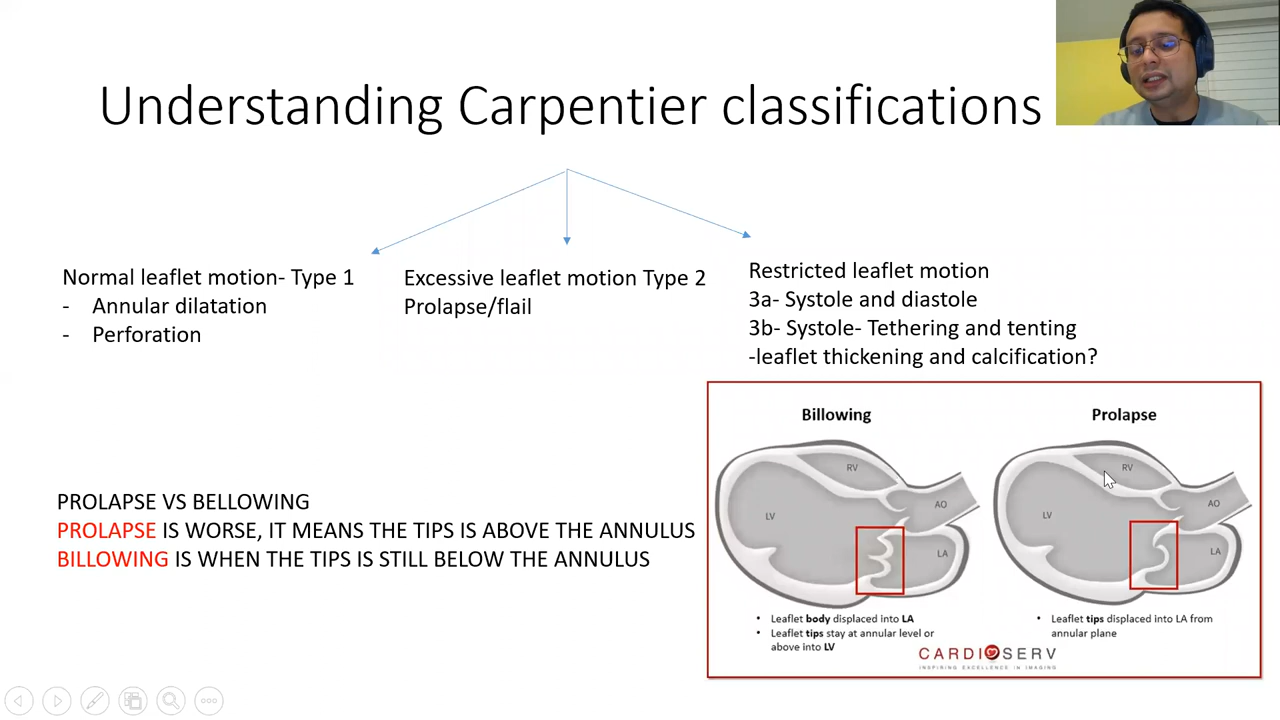 Understanding Carpentier classifications
Normal leaflet motion- Type 1
- Annular dilatation
- Perforation
Excessive leaflet motion Type 2
Prolapse/flail
Restricted leaflet motion
3a- Systole and diastole
3b- Systole- Tethering and tenting
-leaflet thickening and calcification?
PROLAPSE VS BELLOWING
PROLAPSE IS WORSE, IT MEANS THE TIPS IS ABOVE THE ANNULUS
BILLOWING IS WHEN THE TIPS IS STILL BELOW THE ANNULUS
Billowing
RV
LV
AO
LA
• Leaflet body displaced into LA
• Leaflet tips stay at annular level or
above into LV
Prolapse
RV
LV
AO
LA
• Leaflet tips displaced into LA from
annular plane
CARDIOSERV
INSPIRING EXCELLENCE IN IMAGING